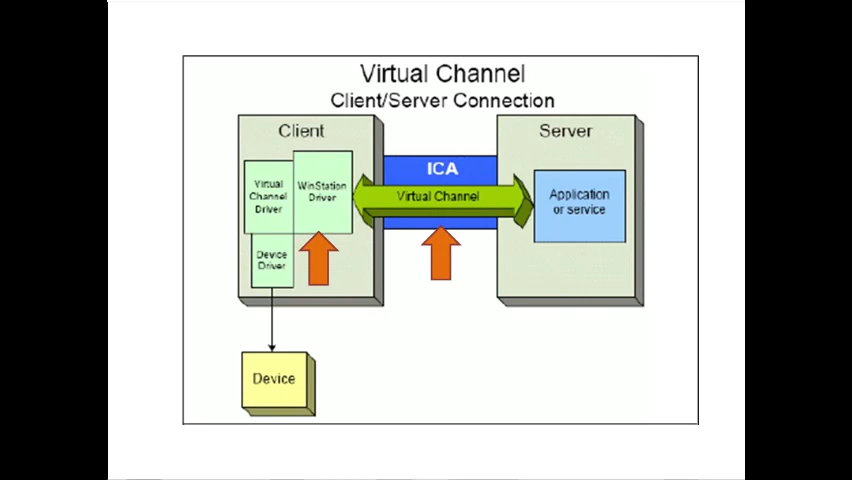 Virtual Channel
Client/Server Connection
Client
Server
ICA
Virtual
Channel
Driver
WinStation
Driver
Virtual Channel
Application
or service
Device
Driver
Device